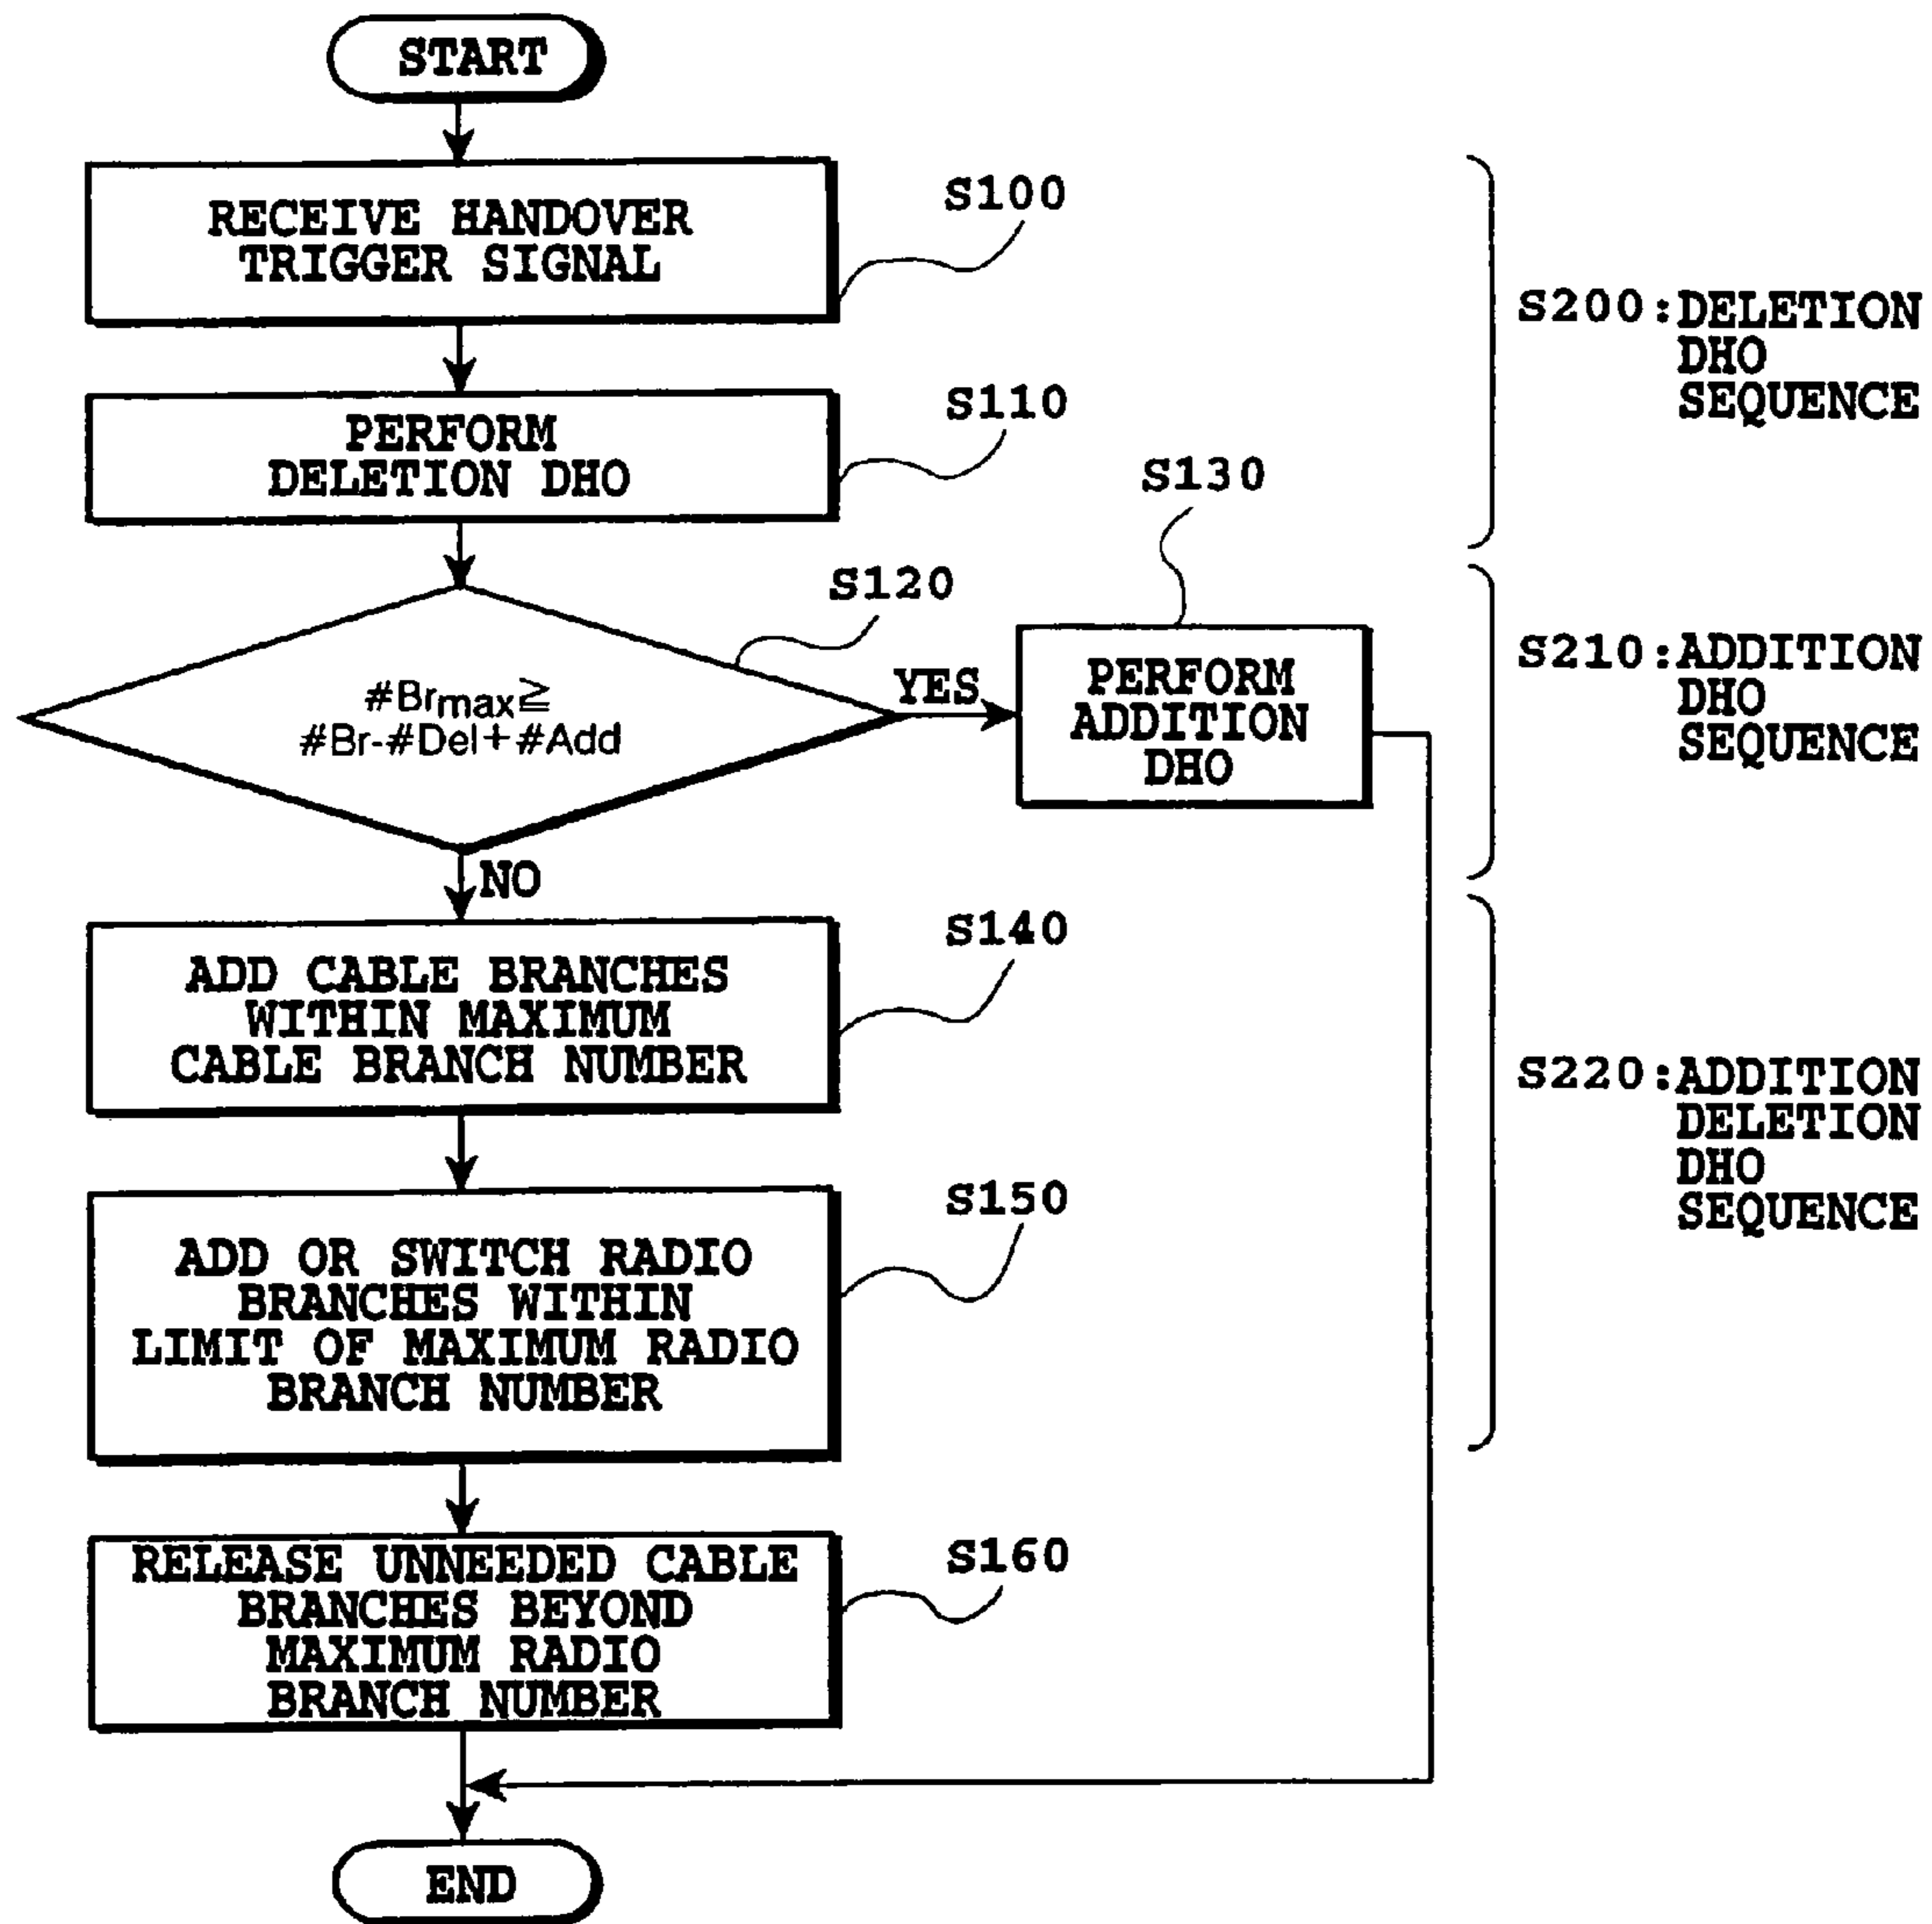 START
RECEIVE HANDOVER
TRIGGER SIGNAL
S100
PERFORM
DELETION DHO
S110
S200:DELETION
DHO
SEQUENCE
#Brmax≧
#Br-#Del+#Add
S120
YES
NO
S130
PERFORM
ADDITION
DHO
S210:ADDITION
DHO
SEQUENCE
ADD CABLE BRANCHES
WITHIN MAXIMUM
CABLE BRANCH NUMBER
S140
ADD OR SWITCH RADIO
BRANCHES WITHIN
LIMIT OF MAXIMUM RADIO
BRANCH NUMBER
S150
S220:ADDITION
DELETION
DHO
SEQUENCE
RELEASE UNNEEDED CABLE
BRANCHES BEYOND
MAXIMUM RADIO
BRANCH NUMBER
S160
END